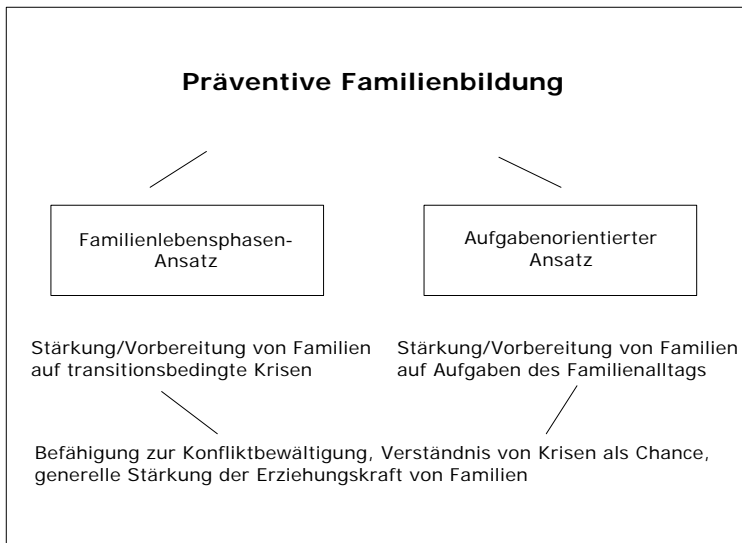 Präventive Familienbildung
Familienlebensphasen-
Ansatz
Aufgabenorientierter
Ansatz
Stärkung/Vorbereitung von Familien
auf transitionsbedingte Krisen
Stärkung/Vorbereitung von Familien
auf Aufgaben des Familienalltags
Befähigung zur Konfliktbewältigung, Verständnis von Krisen als Chance,
generelle Stärkung der Erziehungskraft von Familien